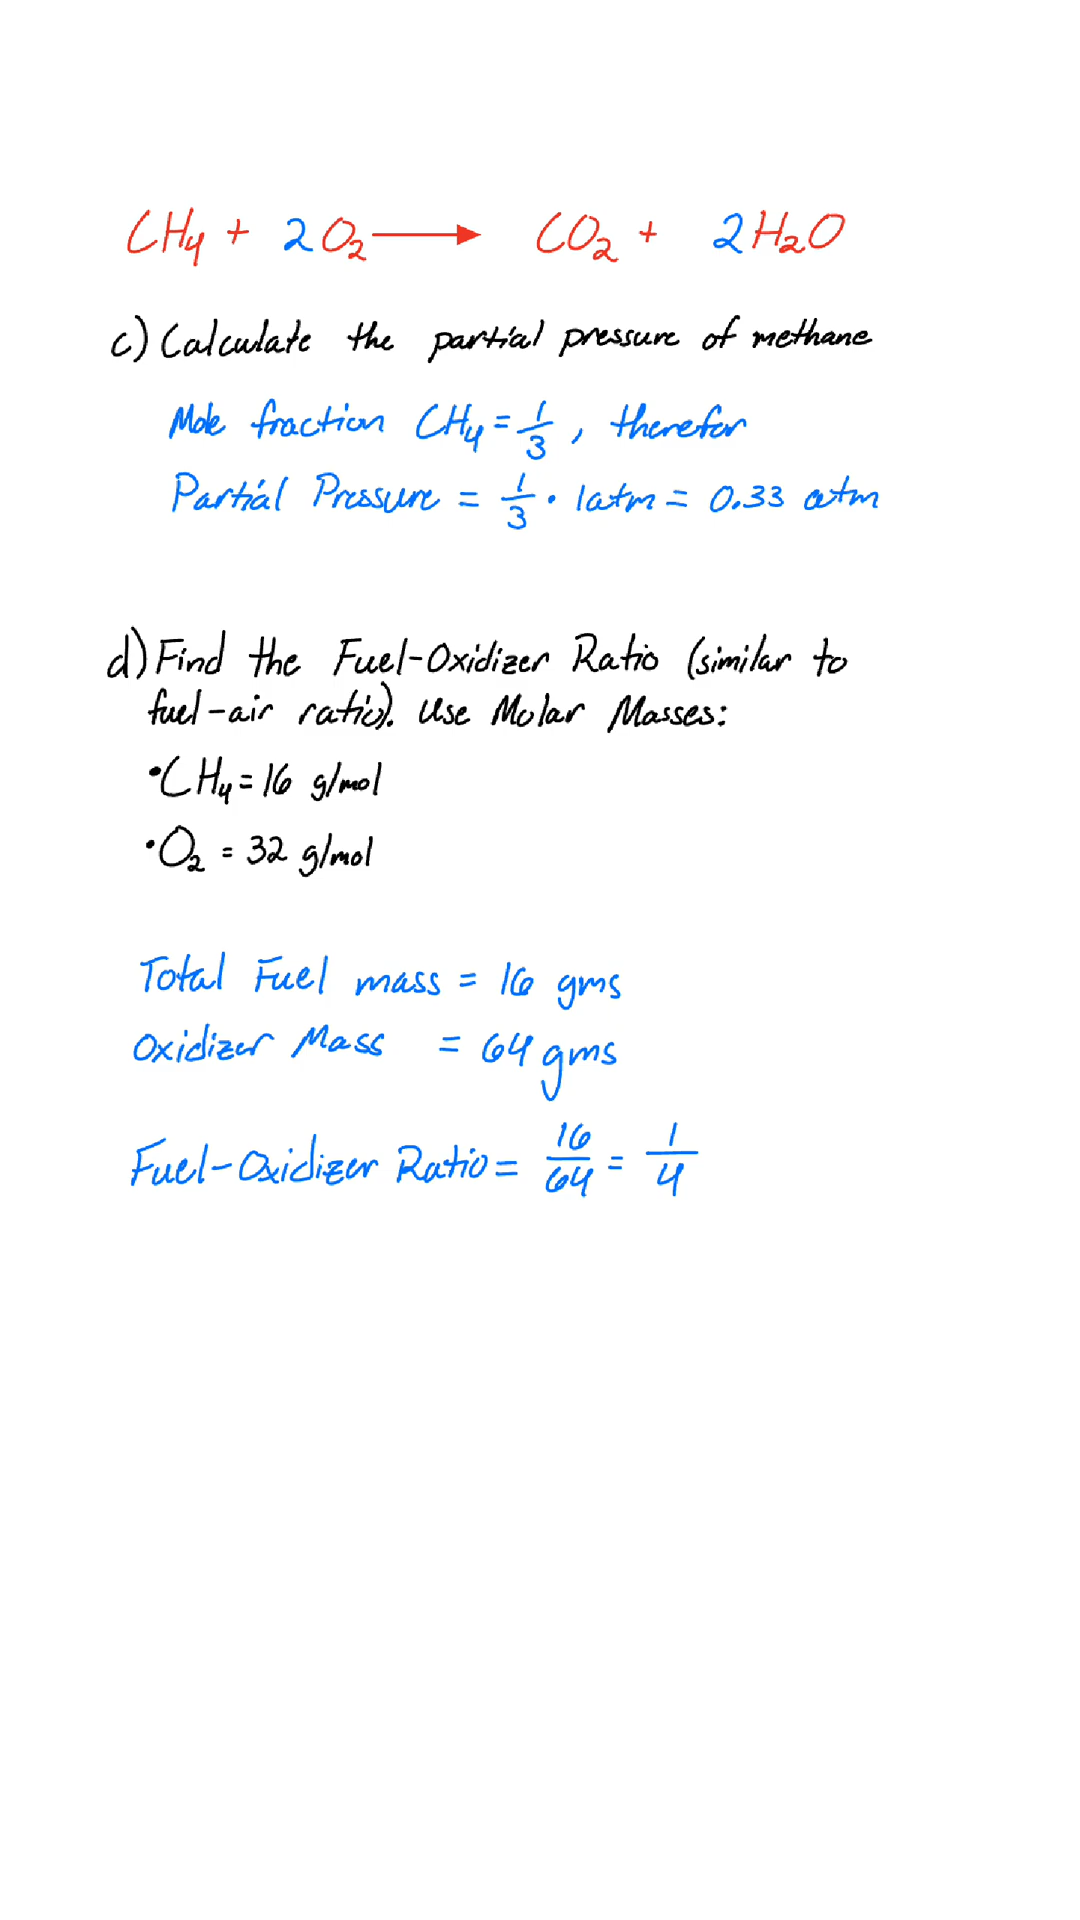 CH₄ + 2O₂ → CO₂ + 2H₂O
c) Calculate the partial pressure of methane
Mole fraction CH₄ = 1/3, therefor
Partial Pressure = 1/3 · 1atm = 0.33 atm
d) Find the Fuel-Oxidizer Ratio (similar to
fuel-air ratio). Use Molar Masses:
• CH₄ = 16 g/mol
• O₂ = 32 g/mol
Total Fuel mass = 16 gms
Oxidizer Mass = 64 gms
Fuel-Oxidizer Ratio = 16/64 = 1/4